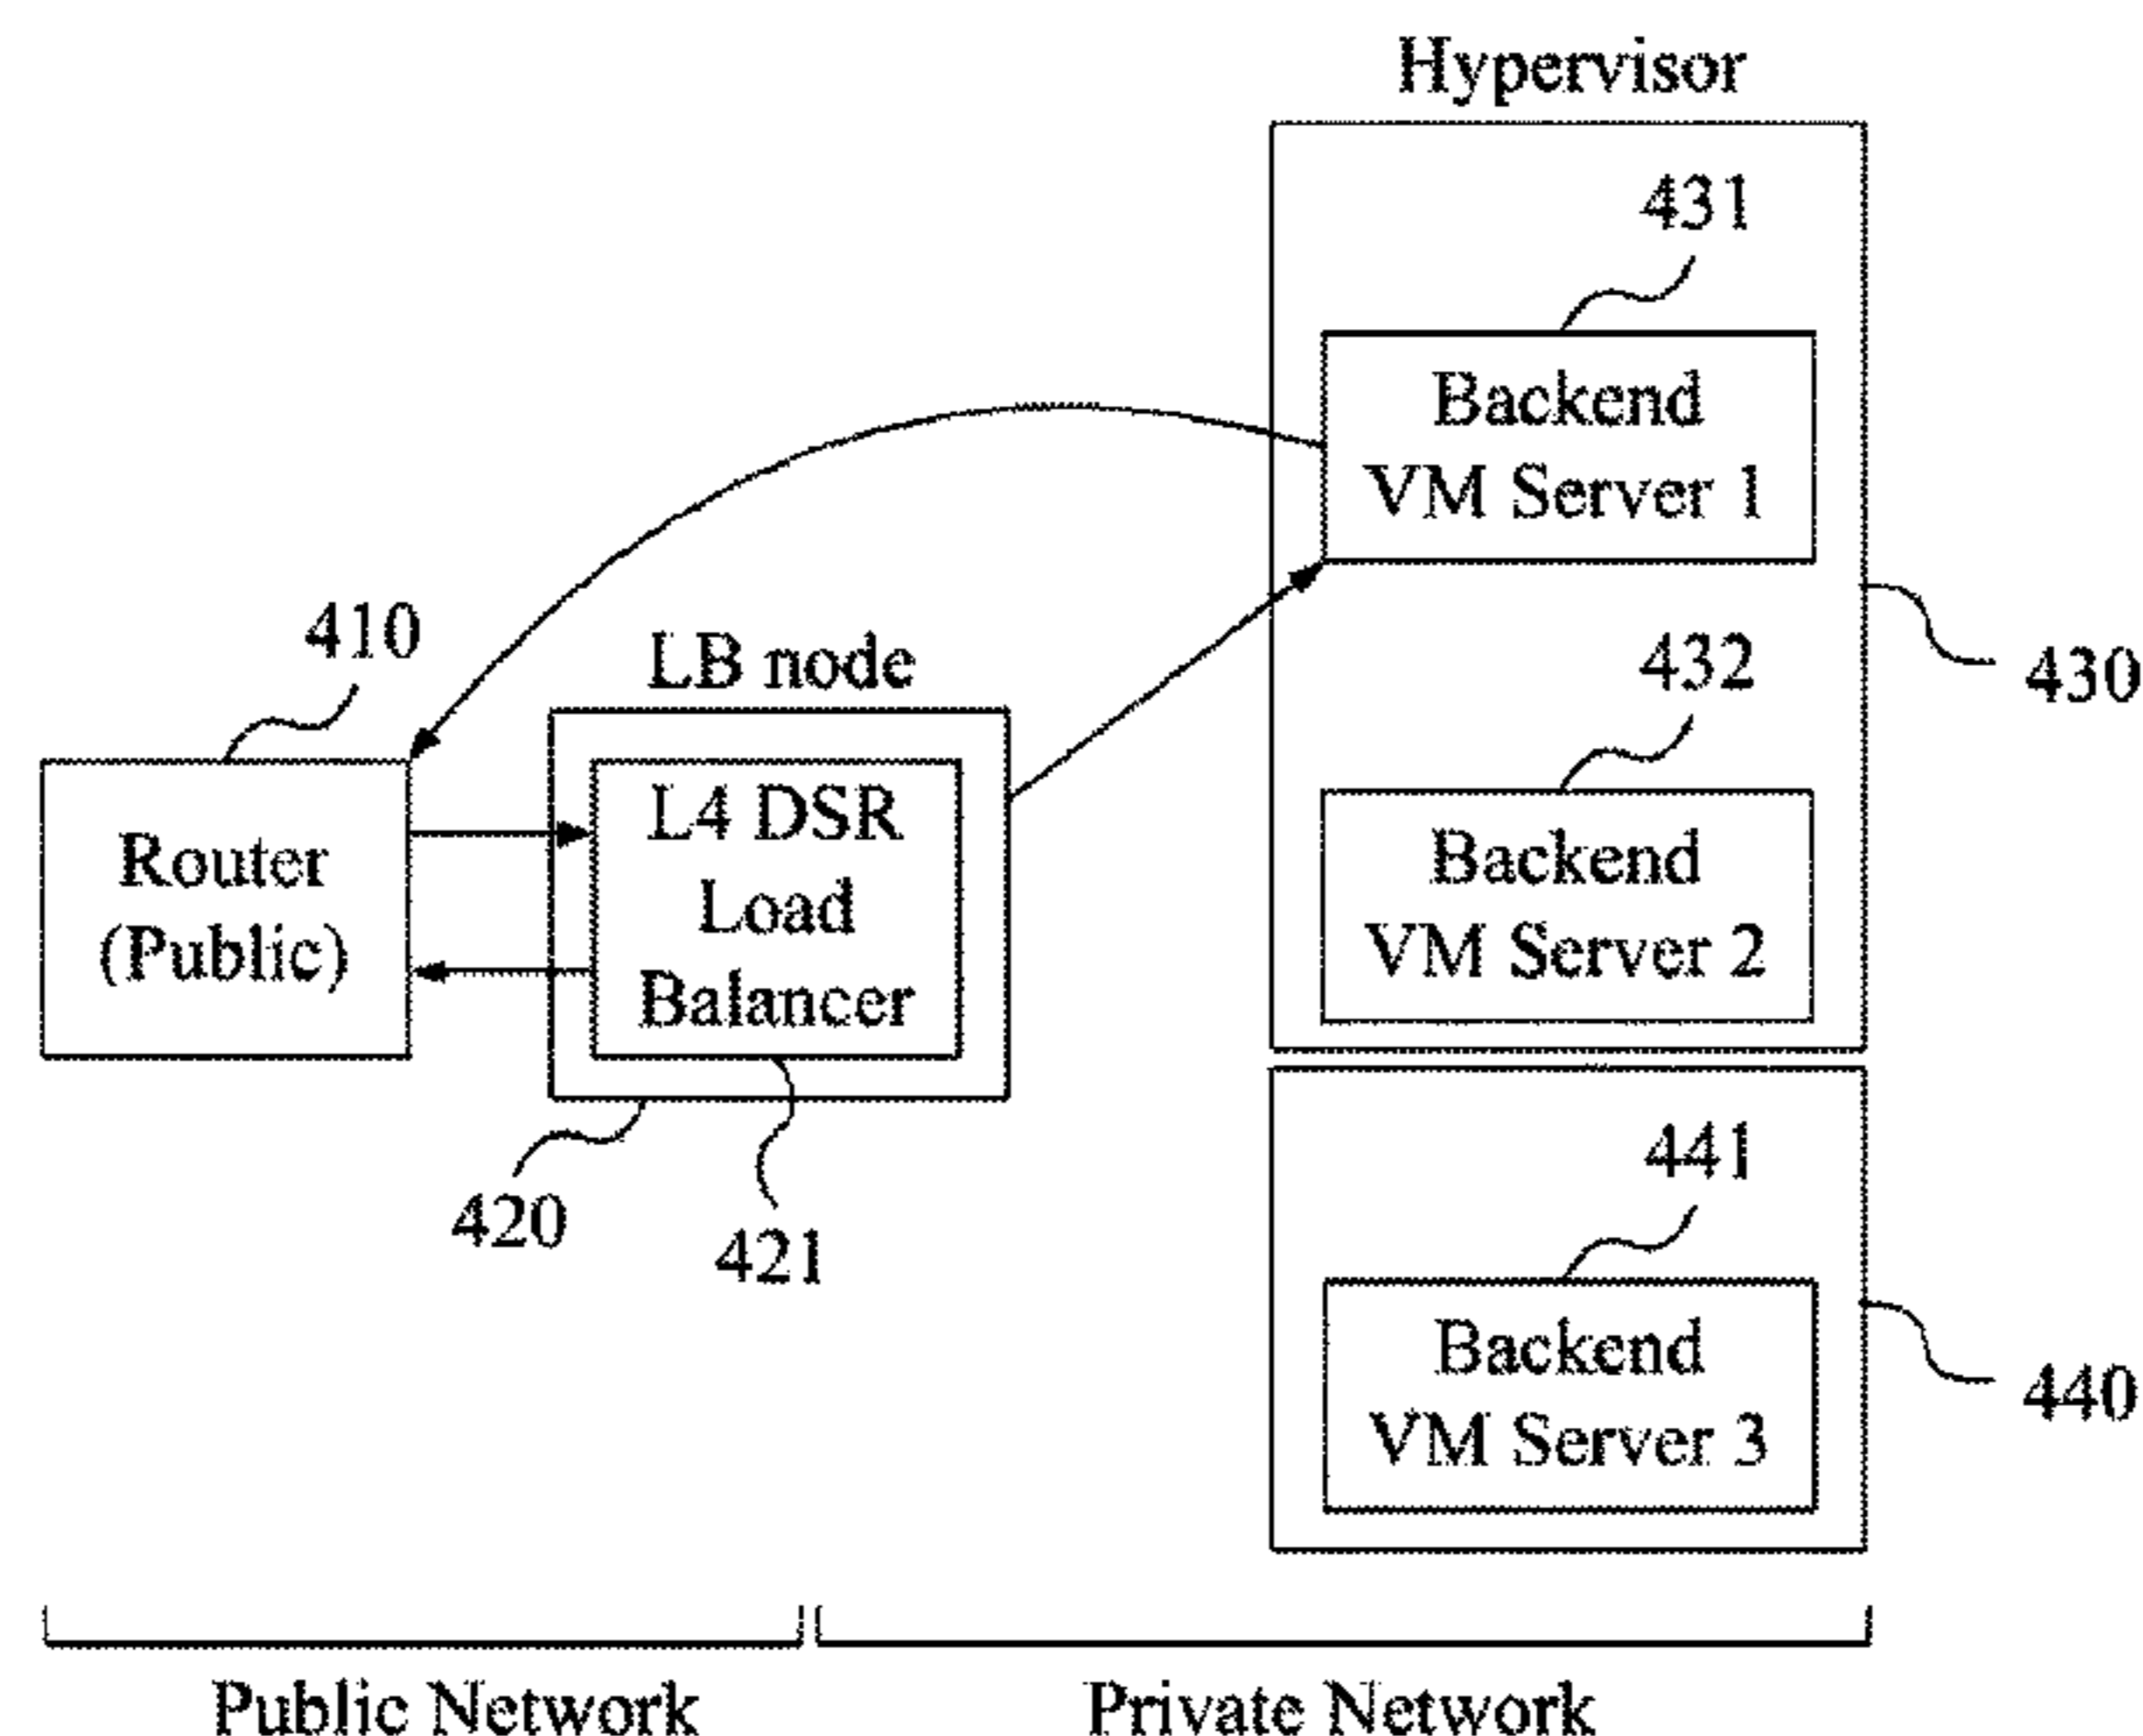 Hypervisor
431
Backend
VM Server 1
410
LB node
432
430
Router
(Public)
L4 DSR
Load
Balancer
Backend
VM Server 2
420
421
441
Backend
VM Server 3
440
Public Network
Private Network